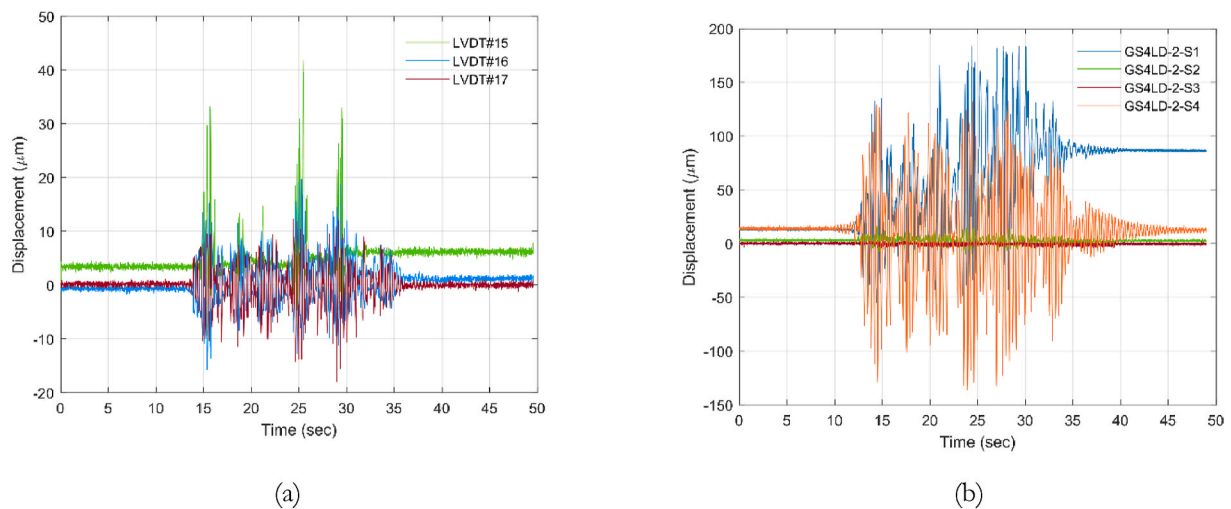 50
40
30
20
10
0
-10
-20
Displacement (μm)
LVDT#15
LVDT#16
LVDT#17
0 5 10 15 20 25 30 35 40 45 50
Time (sec)
(a)
200
150
100
50
0
-50
-100
-150
Displacement (μm)
GS4LD-2-S1
GS4LD-2-S2
GS4LD-2-S3
GS4LD-2-S4
0 5 10 15 20 25 30 35 40 45 50
Time (sec)
(b)